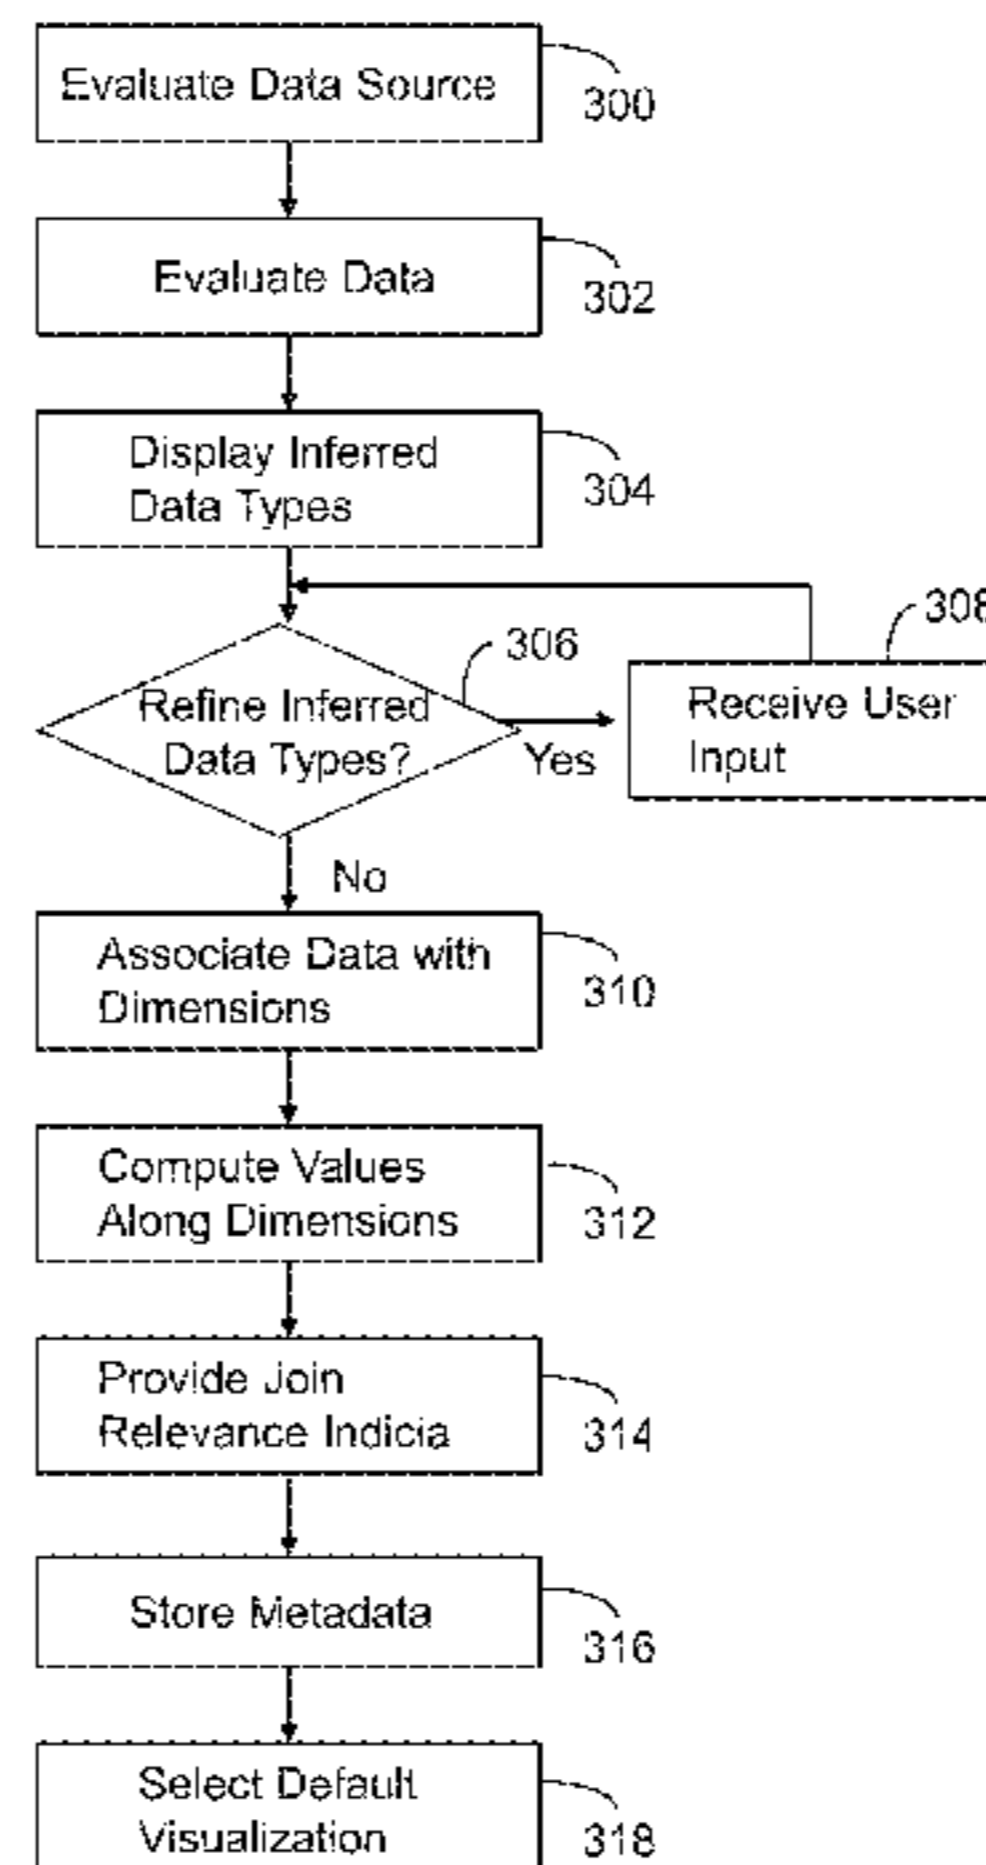 Evaluate Data Source
300
Evaluate Data
302
Display Inferred
Data Types
304
306
Refine Inferred
Data Types?
Yes
308
Receive User
Input
No
Associate Data with
Dimensions
310
Compute Values
Along Dimensions
312
Provide Join
Relevance Indicia
314
Store Metadata
316
Select Default
Visualization
318